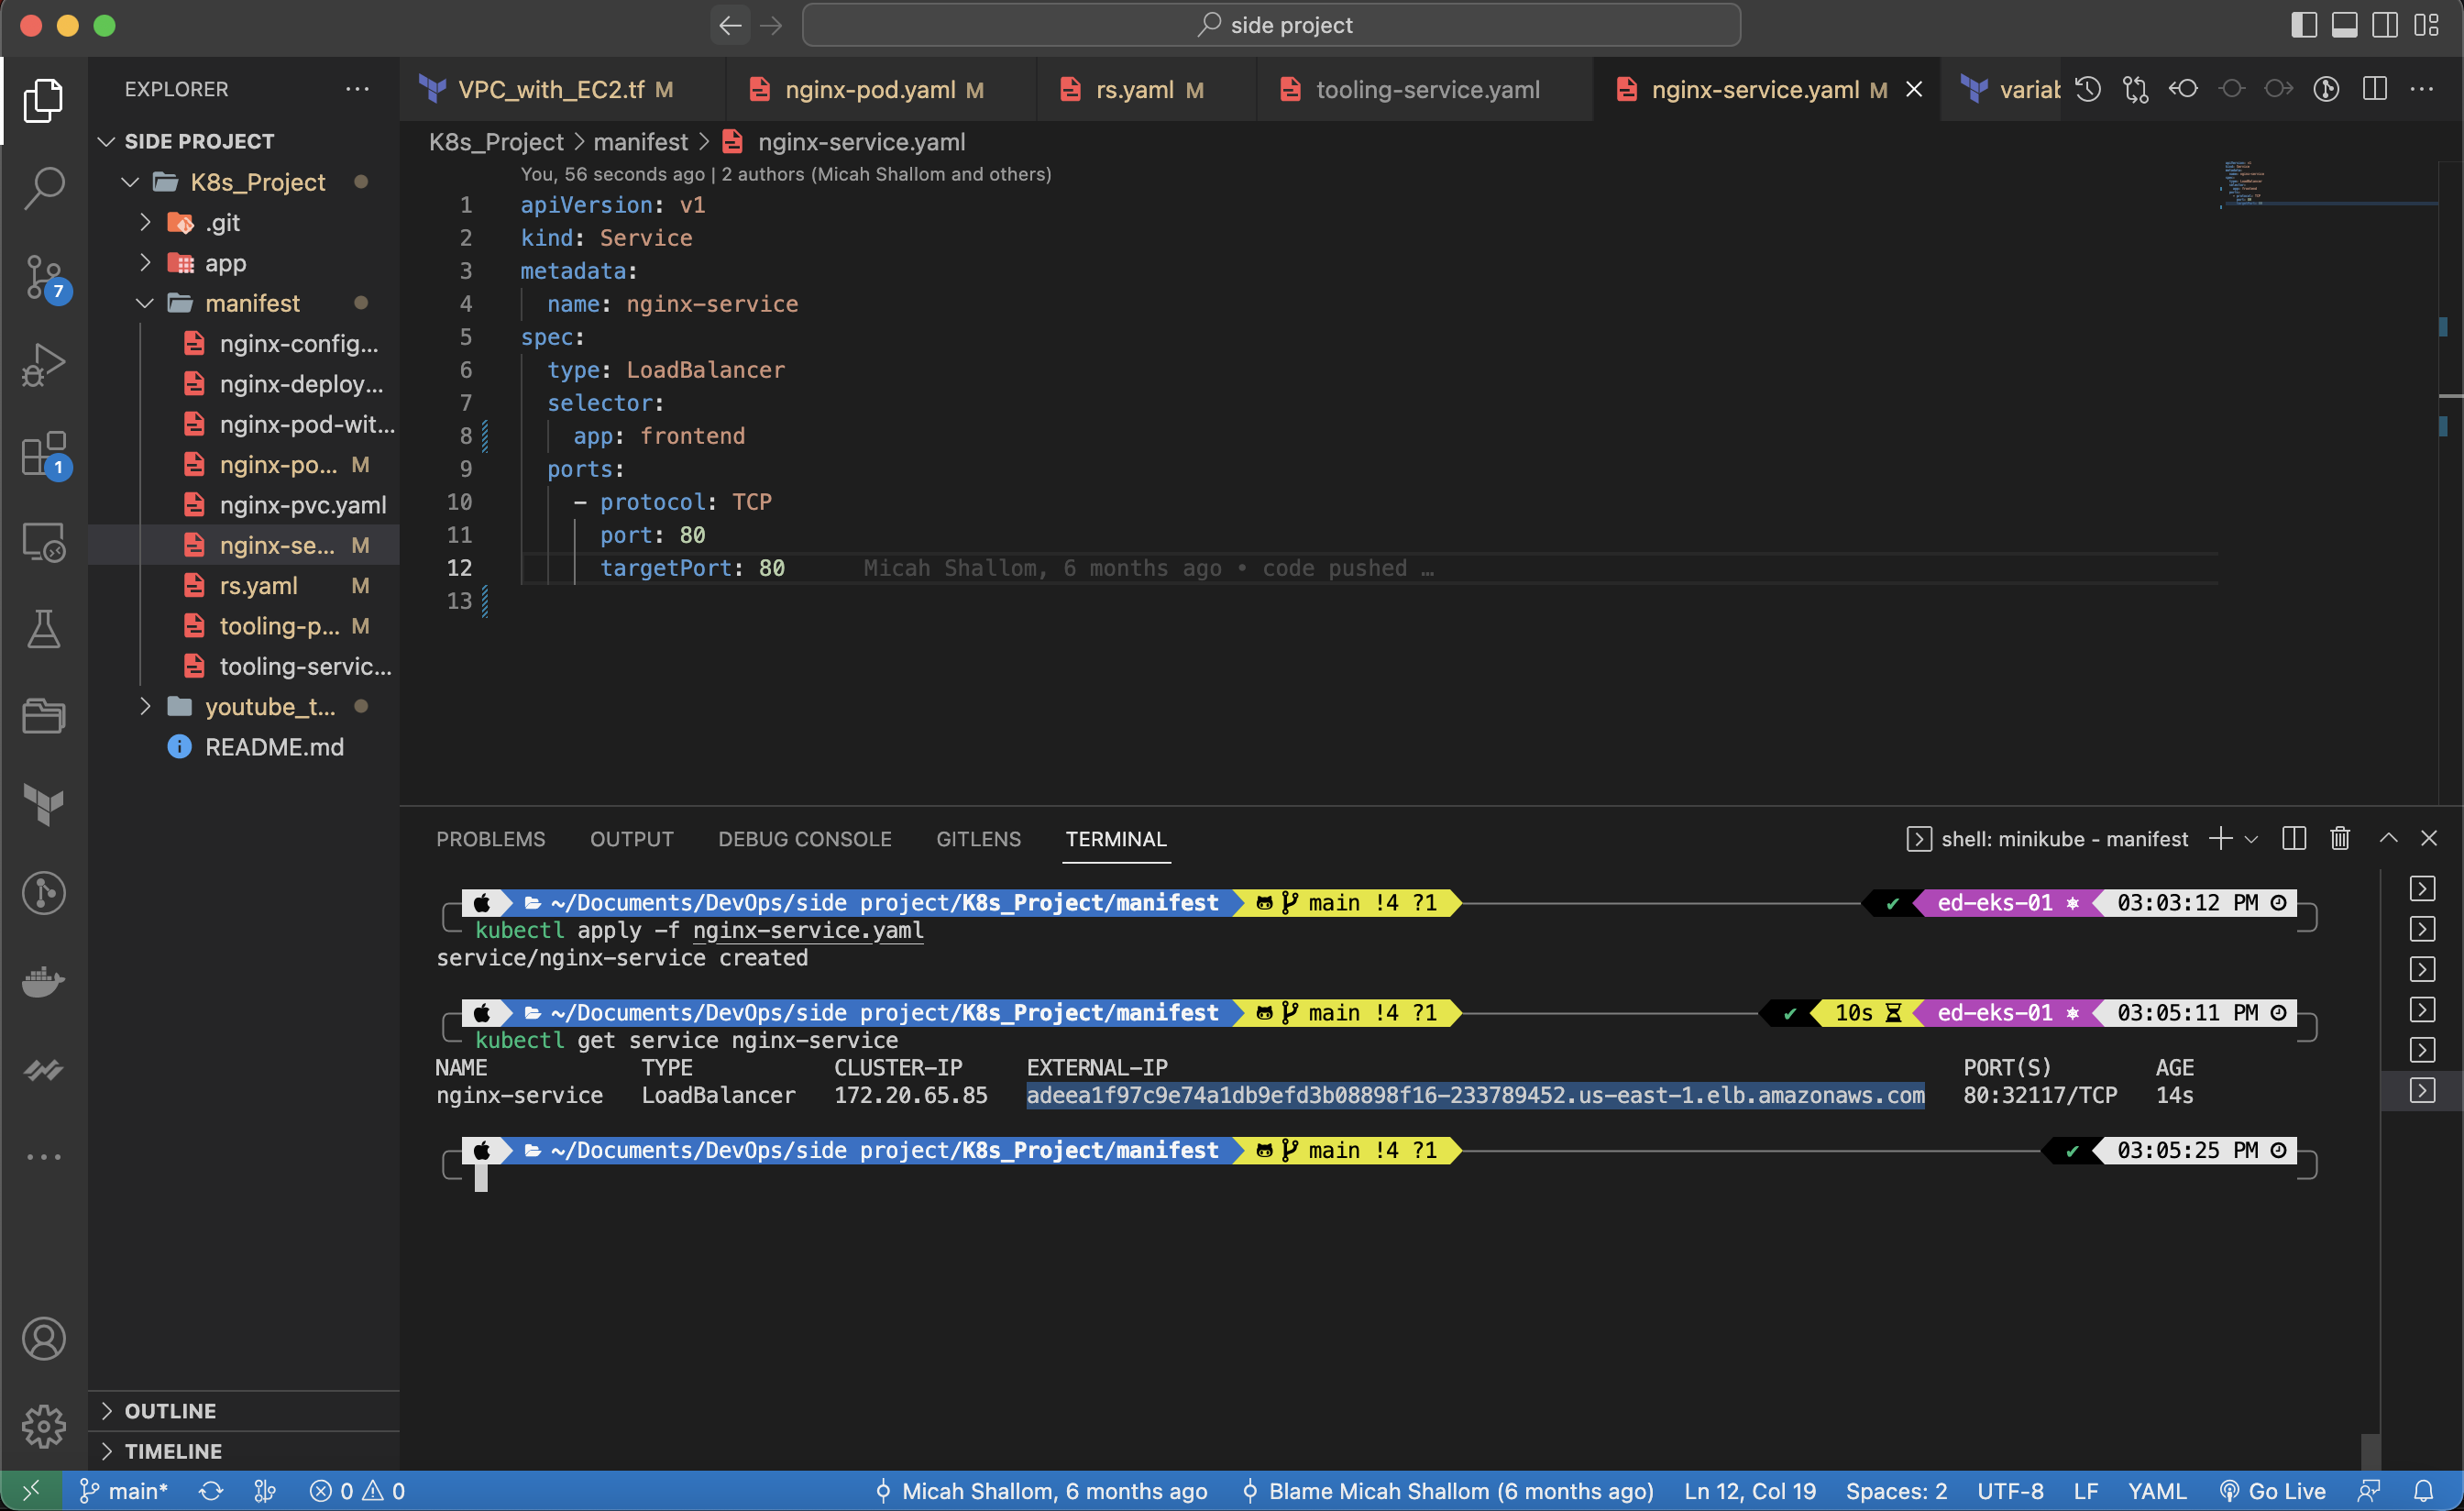 side project
EXPLORER
VPC_with_EC2.tf M
nginx-pod.yaml M
rs.yaml M
tooling-service.yaml
nginx-service.yaml M
variab
SIDE PROJECT
K8s_Project
.git
app
manifest
nginx-config...
nginx-deploy...
nginx-pod-wit...
nginx-po... M
nginx-pvc.yaml
nginx-se... M
rs.yaml M
tooling-p... M
tooling-servic...
youtube_t...
README.md
7
1
OUTLINE
TIMELINE
K8s_Project > manifest > nginx-service.yaml
You, 56 seconds ago | 2 authors (Micah Shallom and others)
1 apiVersion: v1
2 kind: Service
3 metadata:
4 name: nginx-service
5 spec:
6 type: LoadBalancer
7 selector:
8 app: frontend
9 ports:
10 - protocol: TCP
11 port: 80
12 targetPort: 80 Micah Shallom, 6 months ago • code pushed …
13
PROBLEMS OUTPUT DEBUG CONSOLE GITLENS TERMINAL
shell: minikube - manifest
~/Documents/DevOps/side project/K8s_Project/manifest main !4 ?1 ✔ ed-eks-01 03:03:12 PM
kubectl apply -f nginx-service.yaml
service/nginx-service created
~/Documents/DevOps/side project/K8s_Project/manifest main !4 ?1 ✔ 10s ed-eks-01 03:05:11 PM
kubectl get service nginx-service
NAME TYPE CLUSTER-IP EXTERNAL-IP PORT(S) AGE
nginx-service LoadBalancer 172.20.65.85 adeea1f97c9e74a1db9efd3b08898f16-233789452.us-east-1.elb.amazonaws.com 80:32117/TCP 14s
~/Documents/DevOps/side project/K8s_Project/manifest main !4 ?1 ✔ 03:05:25 PM
main* 0 0 Micah Shallom, 6 months ago Blame Micah Shallom (6 months ago) Ln 12, Col 19 Spaces: 2 UTF-8 LF YAML Go Live